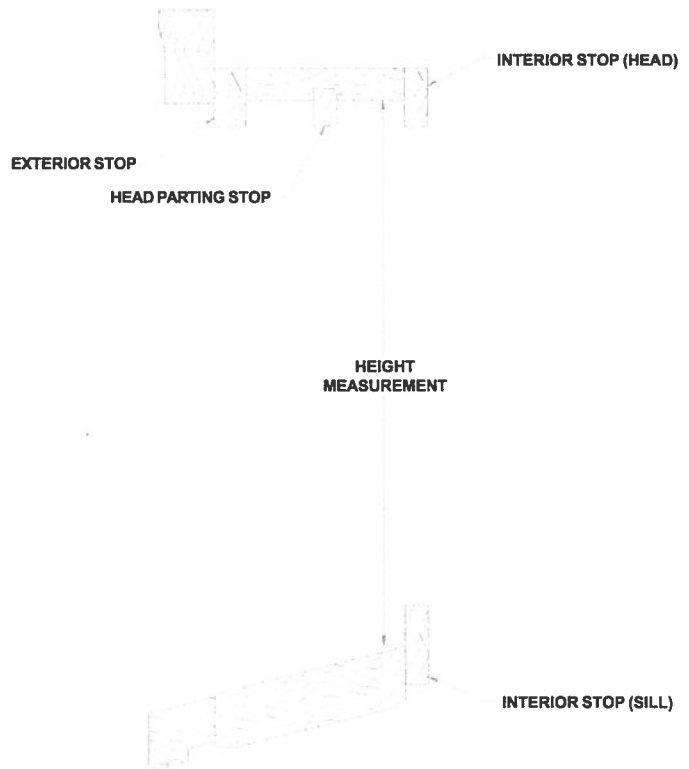 INTERIOR STOP (HEAD)
EXTERIOR STOP
HEAD PARTING STOP
HEIGHT
MEASUREMENT
INTERIOR STOP (SILL)